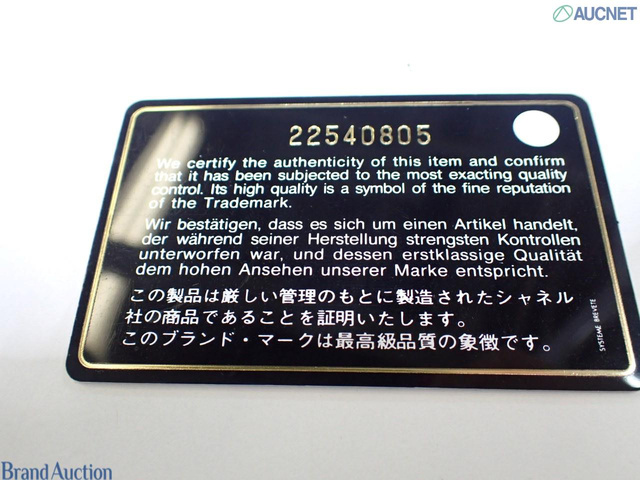 AUCNET
22540805
We certify the authenticity of this item and confirm
that it has been subjected to the most exacting quality
control. Its high quality is a symbol of the fine reputation
of the Trademark.
Wir bestätigen, dass es sich um einen Artikel handelt,
der während seiner Herstellung strengsten Kontrollen
unterworfen war, und dessen erstklassige Qualität
dem hohen Ansehen unserer Marke entspricht.
この製品は厳しい管理のもとに製造されたシャネル
社の商品であることを証明いたします。
このブランド・マークは最高級品質の象徴です。
SYSTEME BREVETE
Brand Auction